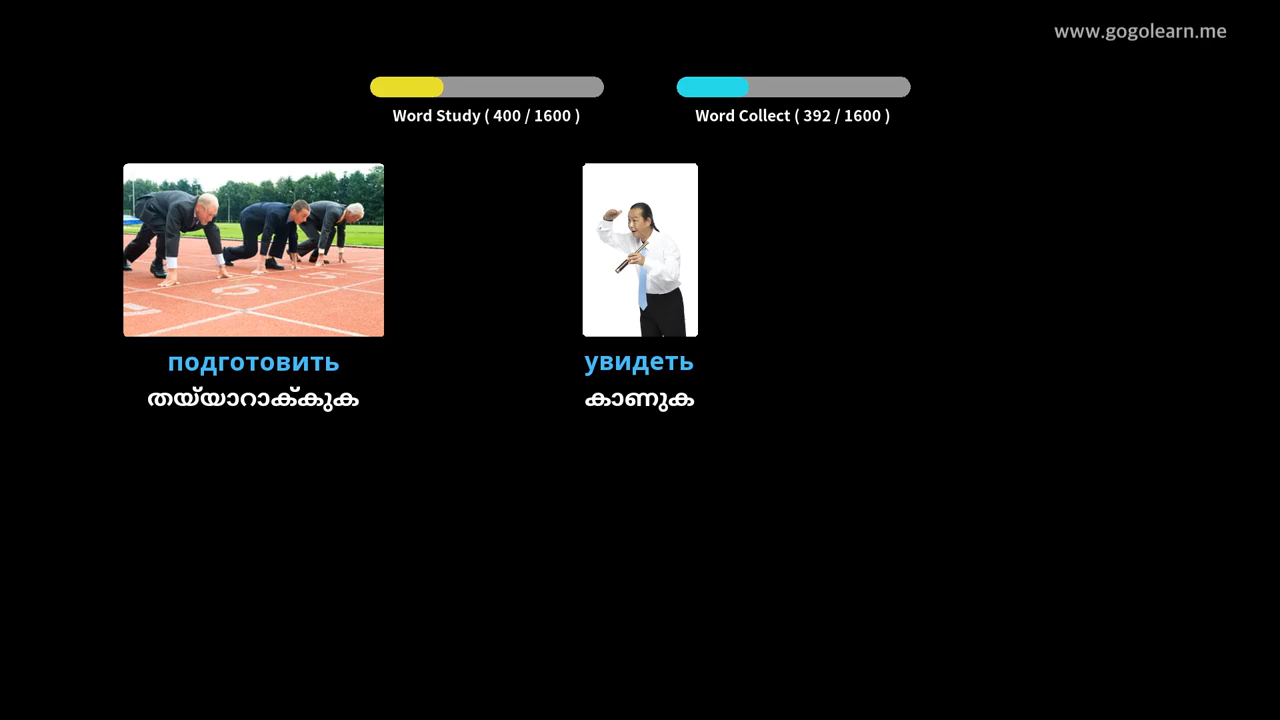 www.gogolearn.me
Word Study ( 400 / 1600 )
Word Collect ( 392 / 1600 )
подготовить
തയ്യാറാക്കുക
увидеть
കാണുക